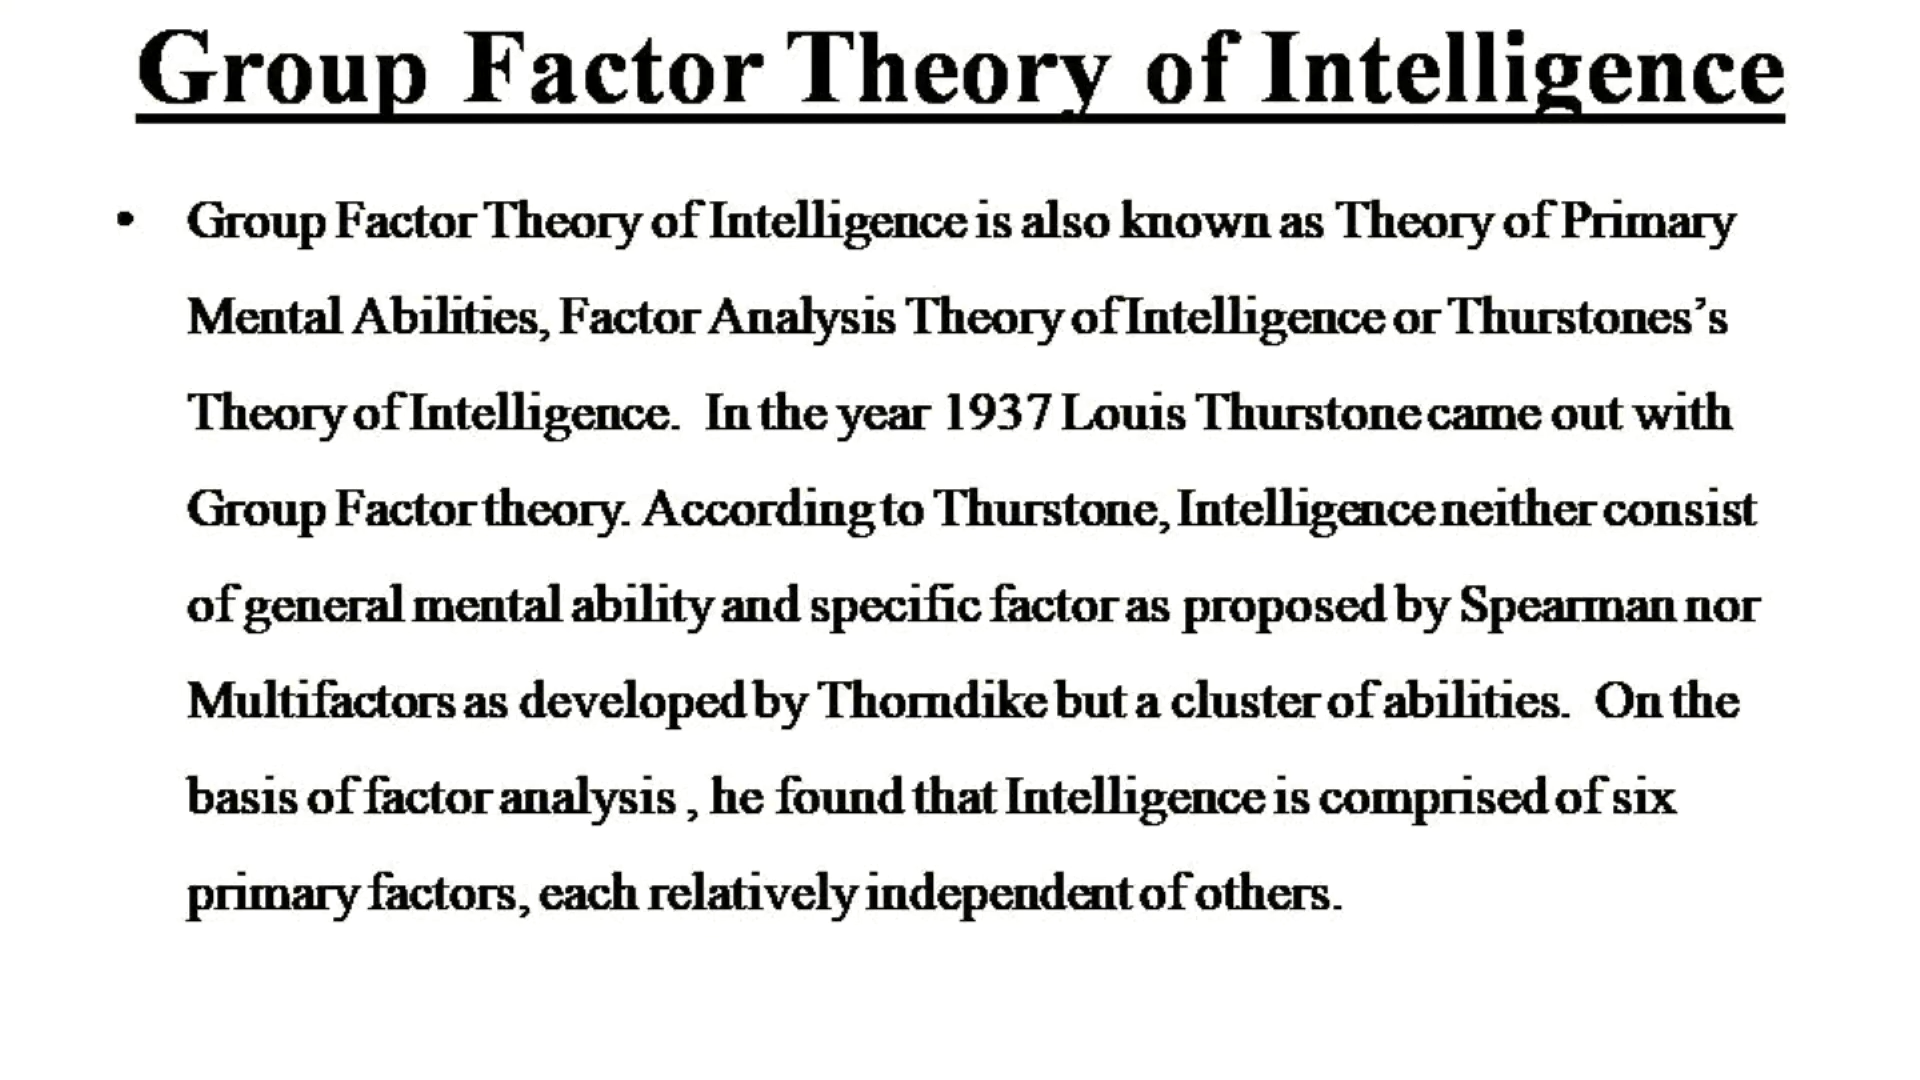 Group Factor Theory of Intelligence
• Group Factor Theory of Intelligence is also known as Theory of Primary
Mental Abilities, Factor Analysis Theory of Intelligence or Thurstones’s
Theory of Intelligence. In the year 1937 Louis Thurstone came out with
Group Factor theory. According to Thurstone, Intelligence neither consist
of general mental ability and specific factor as proposed by Spearman nor
Multifactors as developed by Thorndike but a cluster of abilities. On the
basis of factor analysis , he found that Intelligence is comprised of six
primary factors, each relatively independent of others.